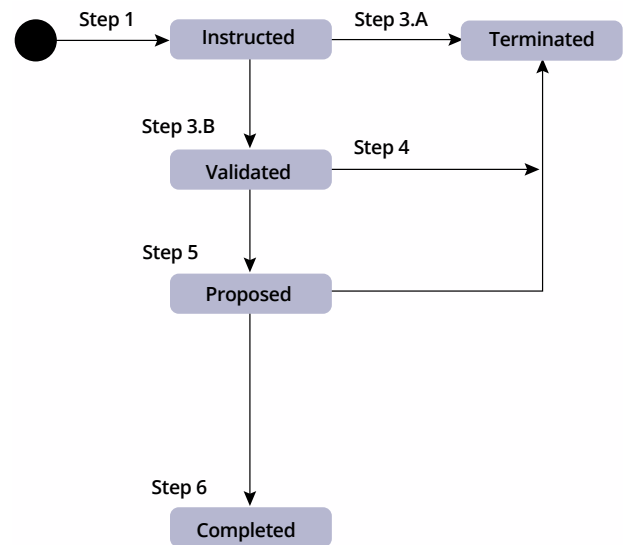 Step 1
Instructed
Step 3.A
Terminated
Step 3.B
Validated
Step 4
Step 5
Proposed
Step 6
Completed